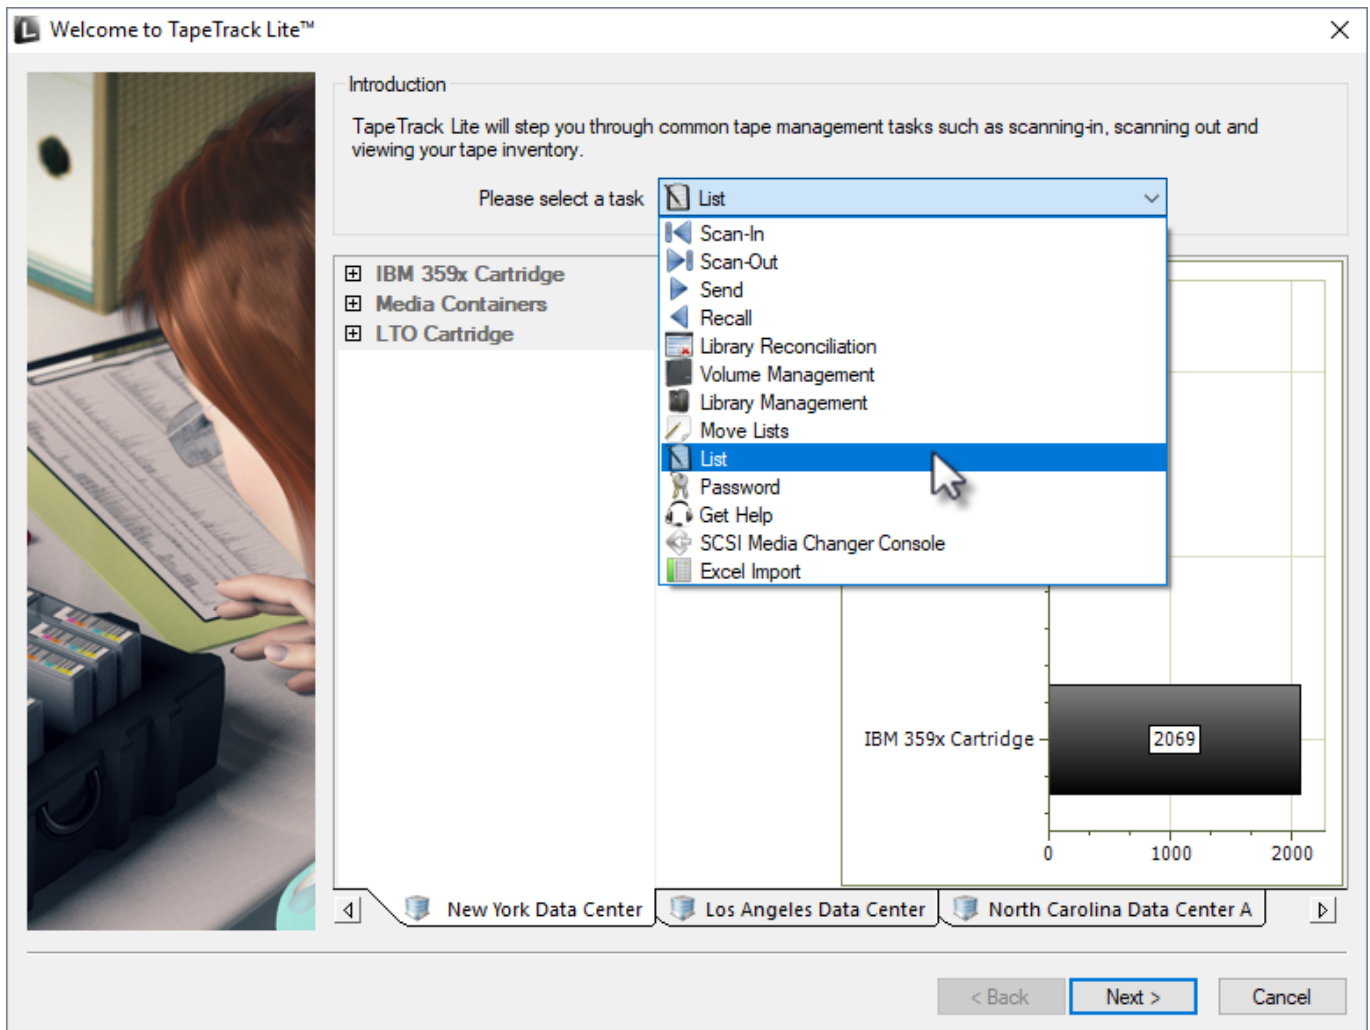 Welcome to TapeTrack Lite™
Introduction
TapeTrack Lite will step you through common tape management tasks such as scanning-in, scanning out and
viewing your tape inventory.
Please select a task
List
Scan-In
Scan-Out
Send
Recall
Library Reconciliation
Volume Management
Library Management
Move Lists
List
Password
Get Help
SCSI Media Changer Console
Excel Import
IBM 359x Cartridge
Media Containers
LTO Cartridge
IBM 359x Cartridge
2069
0 1000 2000
New York Data Center
Los Angeles Data Center
North Carolina Data Center A
< Back
Next >
Cancel